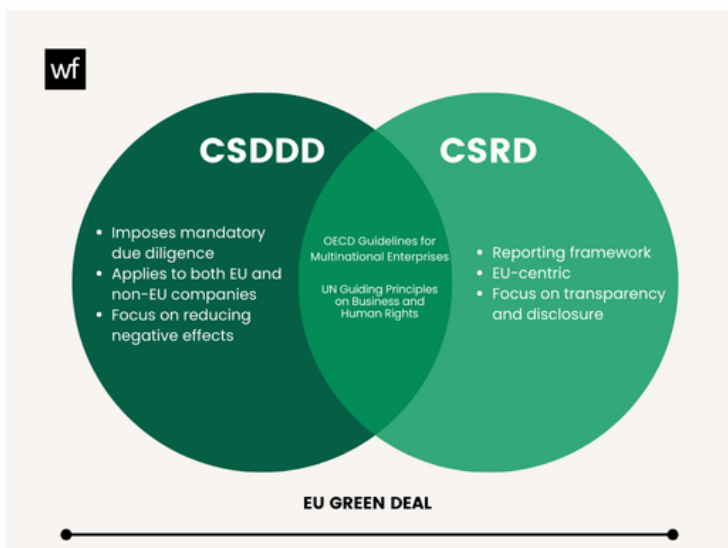 wf
CSDDD
CSRD
• Imposes mandatory
due diligence
• Applies to both EU and
non-EU companies
• Focus on reducing
negative effects
OECD Guidelines for
Multinational Enterprises
UN Guiding Principles
on Business and
Human Rights
• Reporting framework
• EU-centric
• Focus on transparency
and disclosure
EU GREEN DEAL